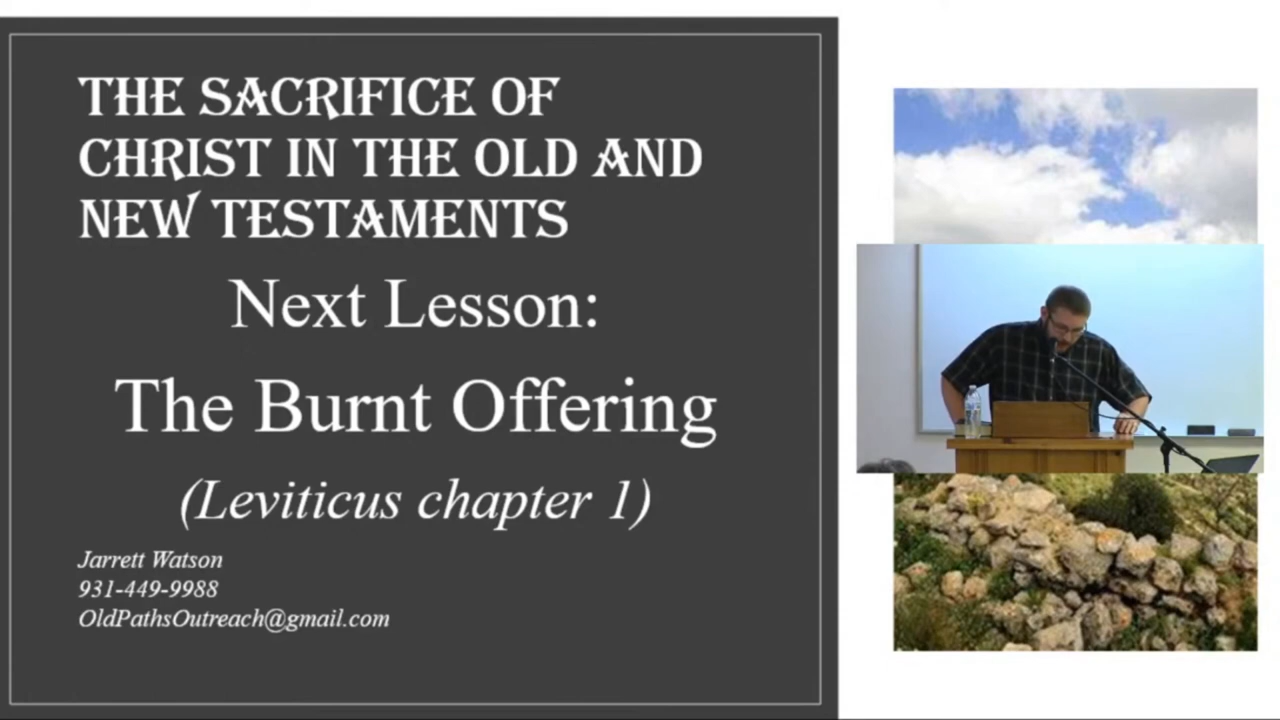 THE SACRIFICE OF
CHRIST IN THE OLD AND
NEW TESTAMENTS
Next Lesson:
The Burnt Offering
(Leviticus chapter 1)
Jarrett Watson
931-449-9988
OldPathsOutreach@gmail.com